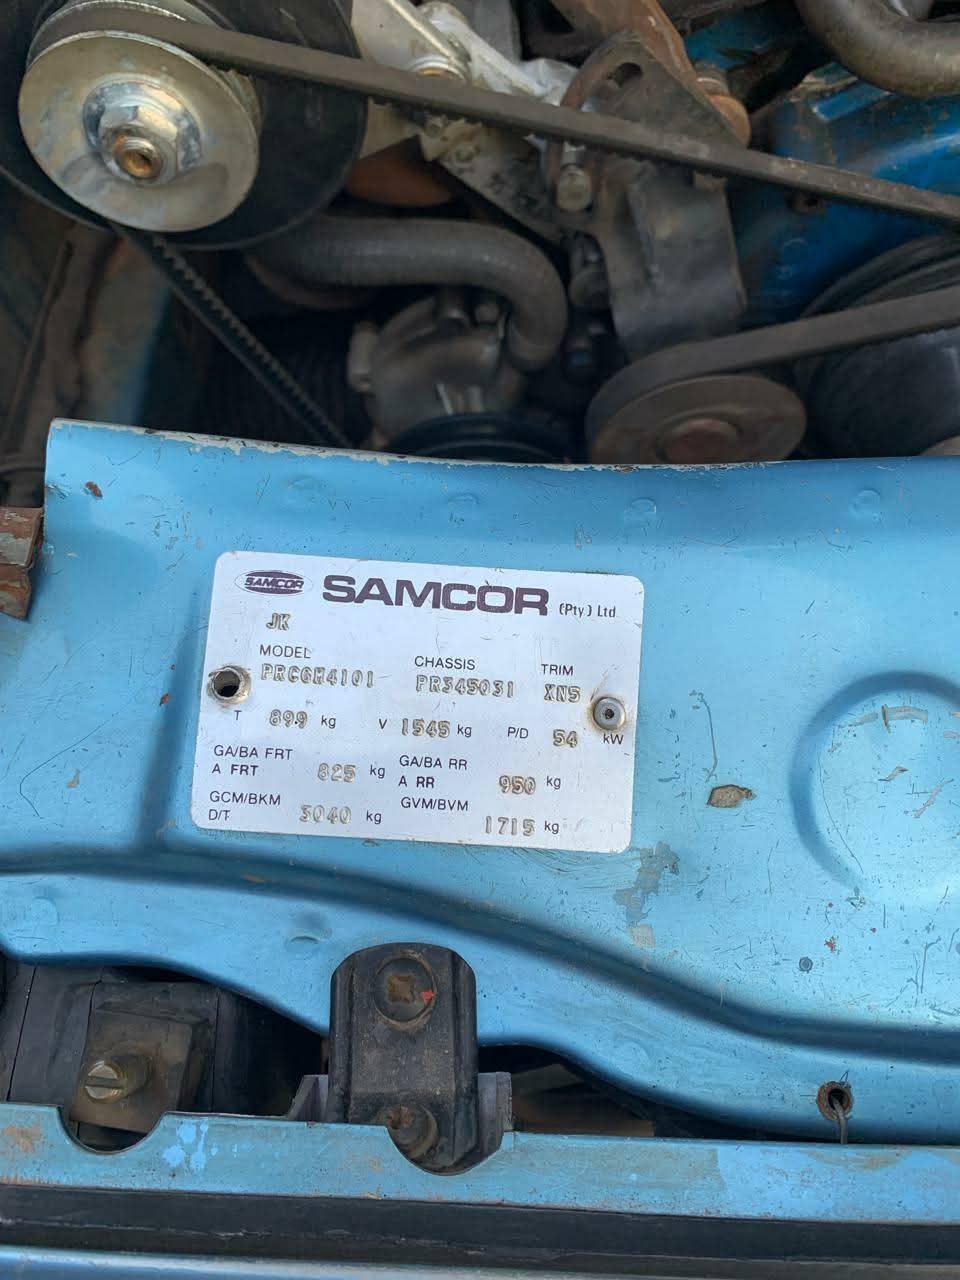 SAMCOR SAMCOR (Pty.) Ltd.
JK
MODEL CHASSIS TRIM
PRCGM4101 PR345031 XN5
T 899 kg V 1545 kg P/D 54 kW
GA/BA FRT GA/BA RR
A FRT 825 kg A RR 950 kg
GCM/BKM GVM/BVM
D/T 3040 kg 1715 kg